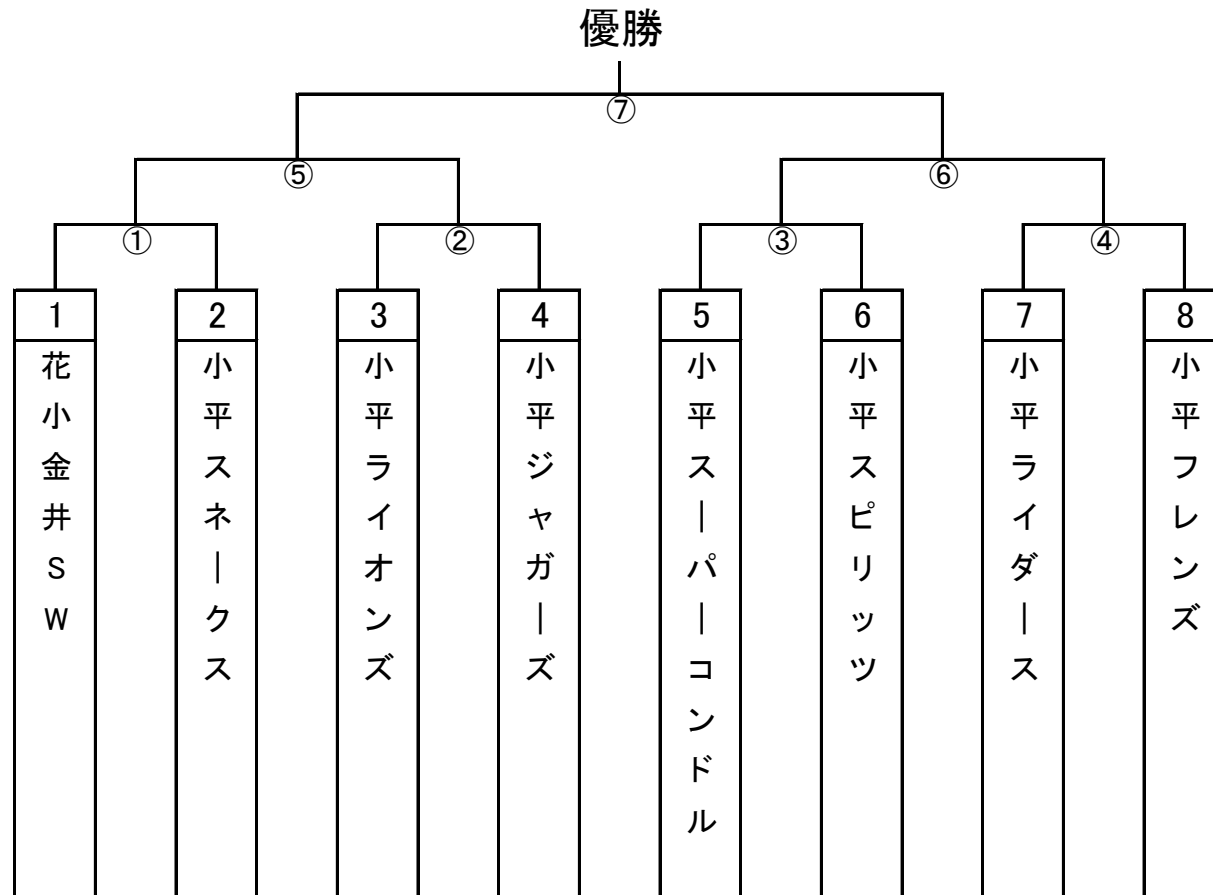 優勝
⑦
⑤
⑥
①
②
③
④
1
2
3
4
5
6
7
8
花小金井SW
小平スネークス
小平ライオンズ
小平ジャガーズ
小平スーパーコンドル
小平スピリッツ
小平ライダース
小平フレンズ